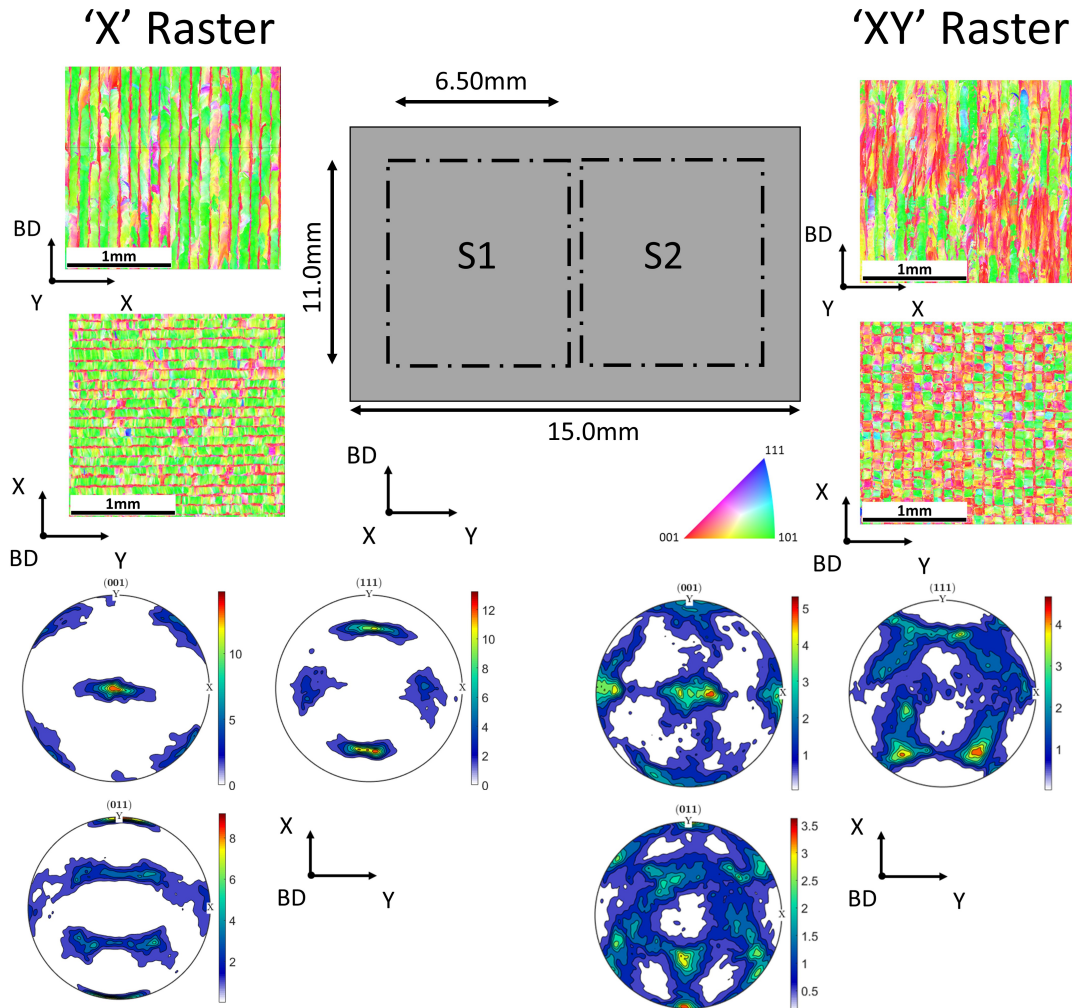 ‘X’ Raster
‘XY’ Raster
6.50mm
11.0mm
S1
S2
15.0mm
BD
1mm
Y
X
BD
1mm
Y
X
X
1mm
BD
Y
BD
X
Y
111
001
101
X
1mm
BD
Y
(001)
Y
X
10
5
0
(111)
Y
X
12
10
8
6
4
2
0
(001)
Y
X
5
4
3
2
1
(111)
Y
X
4
3
2
1
(011)
Y
X
8
6
4
2
X
BD
Y
(011)
Y
X
3.5
3
2.5
2
1.5
1
0.5
X
BD
Y